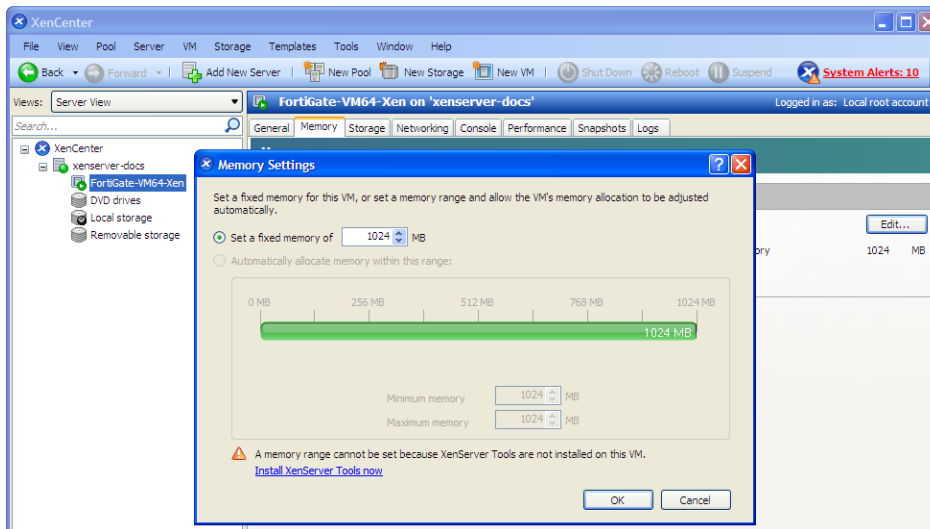 XenCenter
File View Pool Server VM Storage Templates Tools Window Help
Back Forward Add New Server New Pool New Storage New VM Shut Down Reboot Suspend System Alerts: 10
Views: Server View FortiGate-VM64-Xen on 'xenserver-docs' Logged in as: Local root account
Search... General Memory Storage Networking Console Performance Snapshots Logs
XenCenter
xenserver-docs
FortiGate-VM64-Xen
DVD drives
Local storage
Removable storage
Memory Settings
Set a fixed memory for this VM, or set a memory range and allow the VM's memory allocation to be adjusted
automatically.
Set a fixed memory of 1024 MB
Automatically allocate memory within this range:
0 MB 256 MB 512 MB 768 MB 1024 MB
1024 MB
Minimum memory 1024 MB
Maximum memory 1024 MB
A memory range cannot be set because XenServer Tools are not installed on this VM.
Install XenServer Tools now
OK Cancel
Edit...
1024 MB